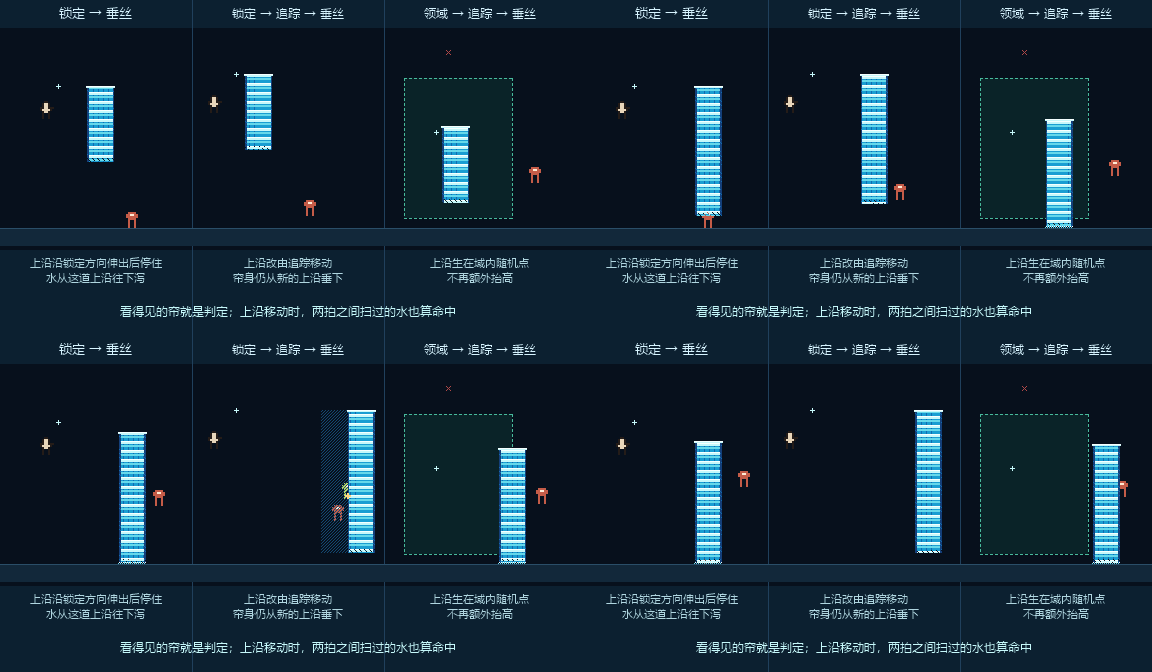 锁定 → 垂丝
锁定 → 追踪 → 垂丝
领域 → 追踪 → 垂丝
锁定 → 垂丝
锁定 → 追踪 → 垂丝
领域 → 追踪 → 垂丝
上沿沿锁定方向伸出后停住
水从这道上沿往下泻
上沿改由追踪移动
帘身仍从新的上沿垂下
上沿生在域内随机点
不再额外抬高
上沿沿锁定方向伸出后停住
水从这道上沿往下泻
上沿改由追踪移动
帘身仍从新的上沿垂下
上沿生在域内随机点
不再额外抬高
看得见的帘就是判定；上沿移动时，两拍之间扫过的水也算命中
看得见的帘就是判定；上沿移动时，两拍之间扫过的水也算命中
锁定 → 垂丝
锁定 → 追踪 → 垂丝
领域 → 追踪 → 垂丝
锁定 → 垂丝
锁定 → 追踪 → 垂丝
领域 → 追踪 → 垂丝
上沿沿锁定方向伸出后停住
水从这道上沿往下泻
上沿改由追踪移动
帘身仍从新的上沿垂下
上沿生在域内随机点
不再额外抬高
上沿沿锁定方向伸出后停住
水从这道上沿往下泻
上沿改由追踪移动
帘身仍从新的上沿垂下
上沿生在域内随机点
不再额外抬高
看得见的帘就是判定；上沿移动时，两拍之间扫过的水也算命中
看得见的帘就是判定；上沿移动时，两拍之间扫过的水也算命中